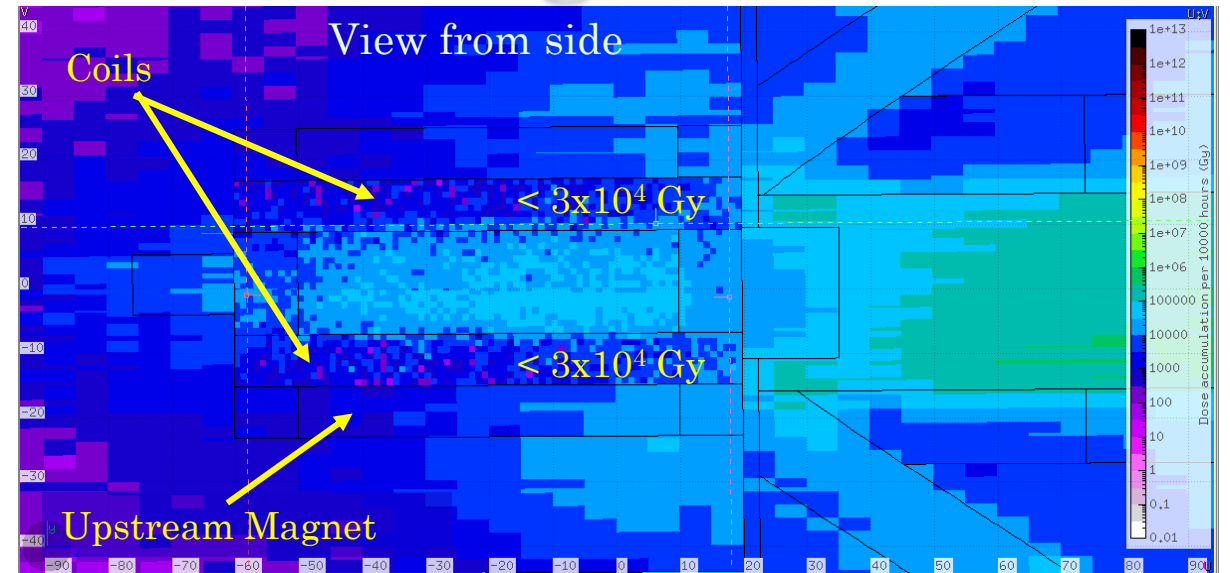 V
U;V
View from side
Coils
40
30
20
10
0
-10
-20
-30
-40
< 3x10⁴ Gy
< 3x10⁴ Gy
Upstream Magnet
y
-90 -80 -70 -60 -50 -40 -30 -20 -10 0 10 20 30 40 50 60 70 80 90 U
1e+13
1e+12
1e+11
1e+10
1e+09
1e+08
1e+07
1e+06
100000
10000
1000
100
10
1
0.1
0.01
Dose accumulation per 10000 hours (Gy)